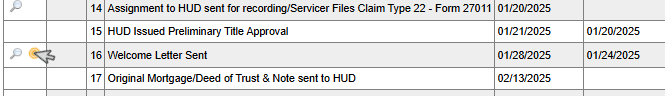 14 Assignment to HUD sent for recording/Servicer Files Claim Type 22 - Form 27011 01/20/2025
15 HUD Issued Preliminary Title Approval 01/21/2025 01/20/2025
16 Welcome Letter Sent 01/28/2025 01/24/2025
17 Original Mortgage/Deed of Trust & Note sent to HUD 02/13/2025